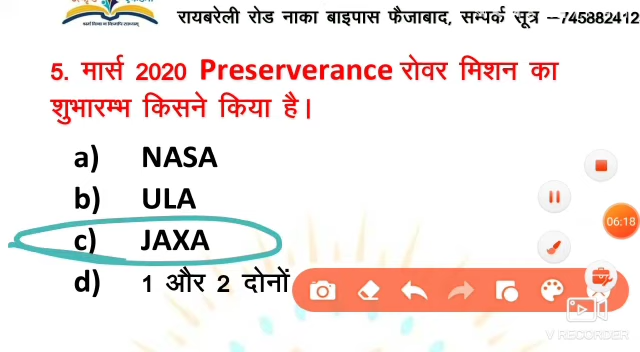 रायबरेली रोड नाका बाइपास फैजाबाद, सम्पर्क सूत्र –745882412
5. मार्स 2020 Preserverance रोवर मिशन का
शुभारम्भ किसने किया है।
a) NASA
b) ULA
c) JAXA
d) 1 और 2 दोनों
06:18
V RECORDER